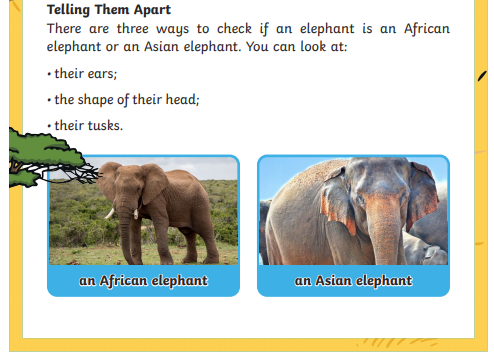 Telling Them Apart
There are three ways to check if an elephant is an African
elephant or an Asian elephant. You can look at:
• their ears;
• the shape of their head;
• their tusks.
an African elephant
an Asian elephant